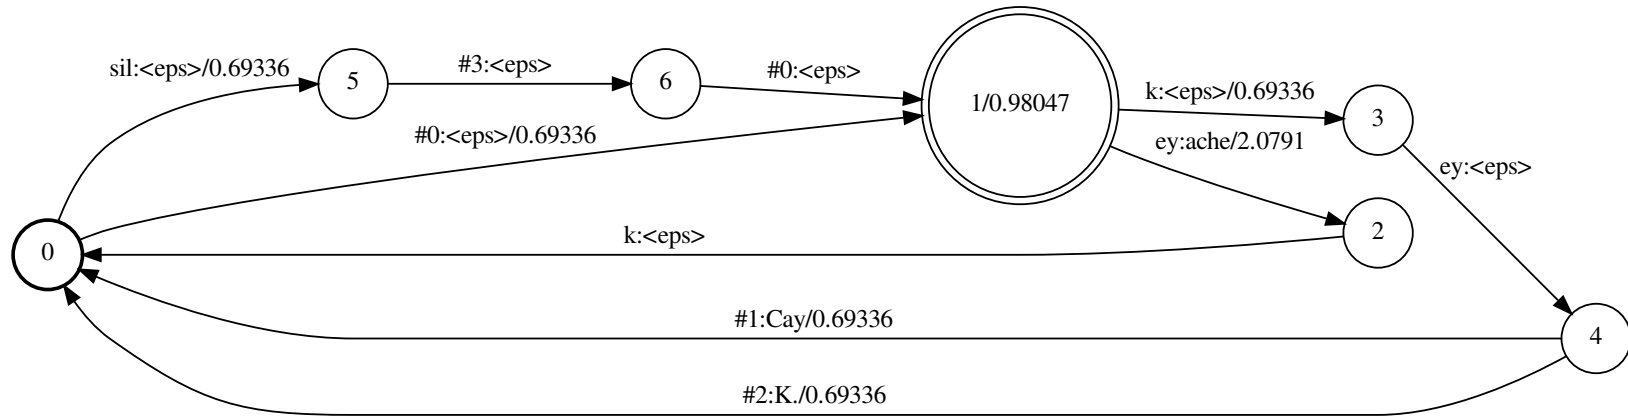 sil:<eps>/0.69336
5
#3:<eps>
6
#0:<eps>
1/0.98047
k:<eps>/0.69336
3
#0:<eps>/0.69336
ey:ache/2.0791
ey:<eps>
0
k:<eps>
2
#1:Cay/0.69336
4
#2:K./0.69336